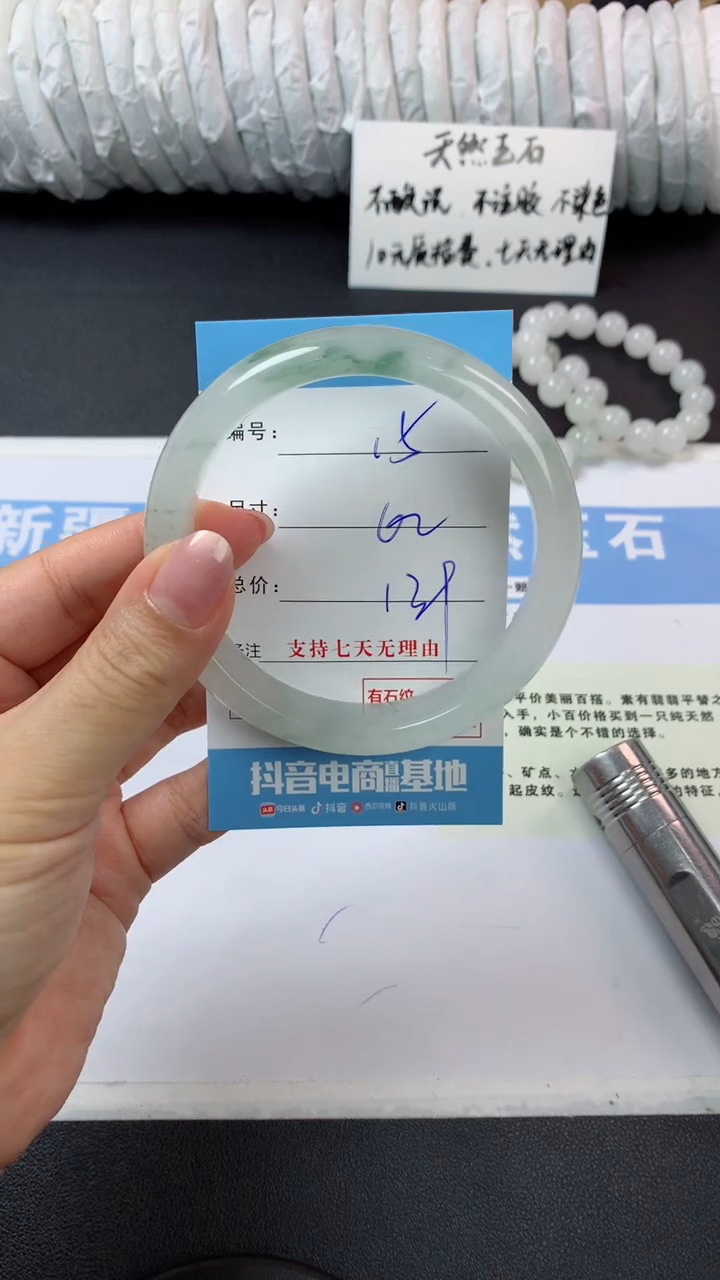 天然玉石
不酸洗 不注胶 不染色
10元质检费、七天无理由
编号： 15
尺寸： 62
总价：
备注 支持七天无理由
有石纹
新疆
玉石
平价美丽百搭。素有翡翡平替之
入手，小百价格买到一只纯天然
，确实是个不错的选择。
、矿点、
多的地方
起皮纹。
的特征，
抖音电商直播基地
头条 今日头条 抖音 西瓜视频 抖音火山版